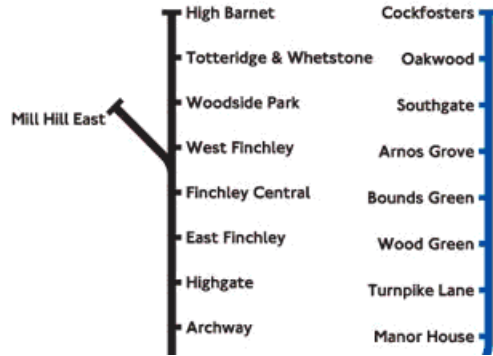 High Barnet
Totteridge & Whetstone
Woodside Park
Mill Hill East
West Finchley
Finchley Central
East Finchley
Highgate
Archway
Cockfosters
Oakwood
Southgate
Arnos Grove
Bounds Green
Wood Green
Turnpike Lane
Manor House